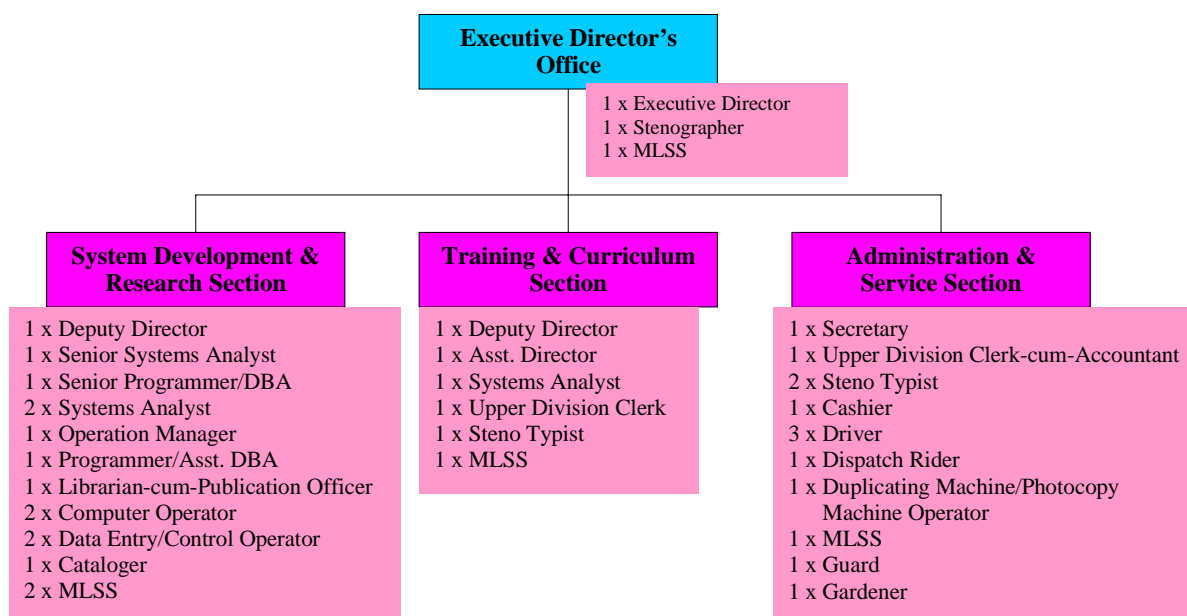 Executive Director’s
Office
1 x Executive Director
1 x Stenographer
1 x MLSS
System Development &
Research Section
1 x Deputy Director
1 x Senior Systems Analyst
1 x Senior Programmer/DBA
2 x Systems Analyst
1 x Operation Manager
1 x Programmer/Asst. DBA
1 x Librarian-cum-Publication Officer
2 x Computer Operator
2 x Data Entry/Control Operator
1 x Cataloger
2 x MLSS
Training & Curriculum
Section
1 x Deputy Director
1 x Asst. Director
1 x Systems Analyst
1 x Upper Division Clerk
1 x Steno Typist
1 x MLSS
Administration &
Service Section
1 x Secretary
1 x Upper Division Clerk-cum-Accountant
2 x Steno Typist
1 x Cashier
3 x Driver
1 x Dispatch Rider
1 x Duplicating Machine/Photocopy
Machine Operator
1 x MLSS
1 x Guard
1 x Gardener